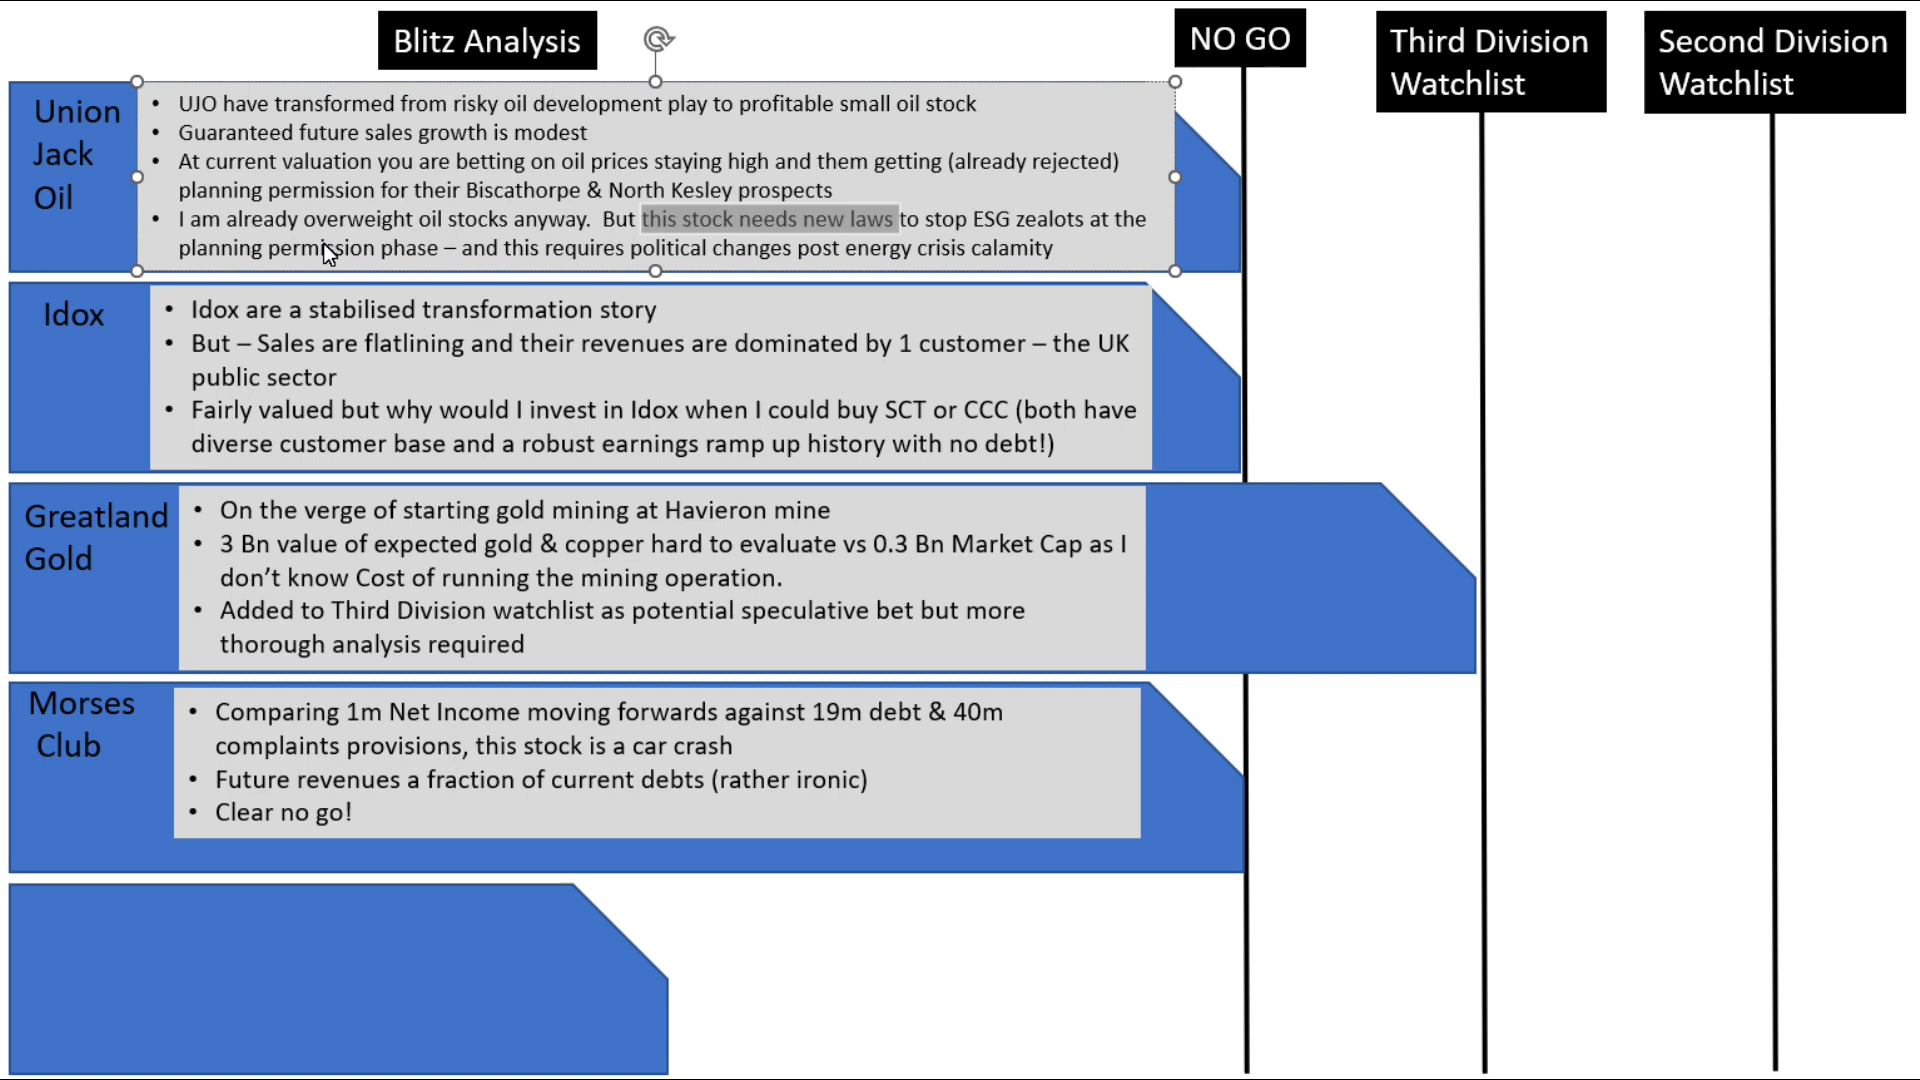 Blitz Analysis
NO GO
Third Division
Watchlist
Second Division
Watchlist
Union
Jack
Oil
• UJO have transformed from risky oil development play to profitable small oil stock
• Guaranteed future sales growth is modest
• At current valuation you are betting on oil prices staying high and them getting (already rejected)
planning permission for their Biscathorpe & North Kesley prospects
• I am already overweight oil stocks anyway.  But this stock needs new laws to stop ESG zealots at the
planning permission phase – and this requires political changes post energy crisis calamity
Idox
• Idox are a stabilised transformation story
• But – Sales are flatlining and their revenues are dominated by 1 customer – the UK
public sector
• Fairly valued but why would I invest in Idox when I could buy SCT or CCC (both have
diverse customer base and a robust earnings ramp up history with no debt!)
Greatland
Gold
• On the verge of starting gold mining at Havieron mine
• 3 Bn value of expected gold & copper hard to evaluate vs 0.3 Bn Market Cap as I
don’t know Cost of running the mining operation.
• Added to Third Division watchlist as potential speculative bet but more
thorough analysis required
Morses
Club
• Comparing 1m Net Income moving forwards against 19m debt & 40m
complaints provisions, this stock is a car crash
• Future revenues a fraction of current debts (rather ironic)
• Clear no go!